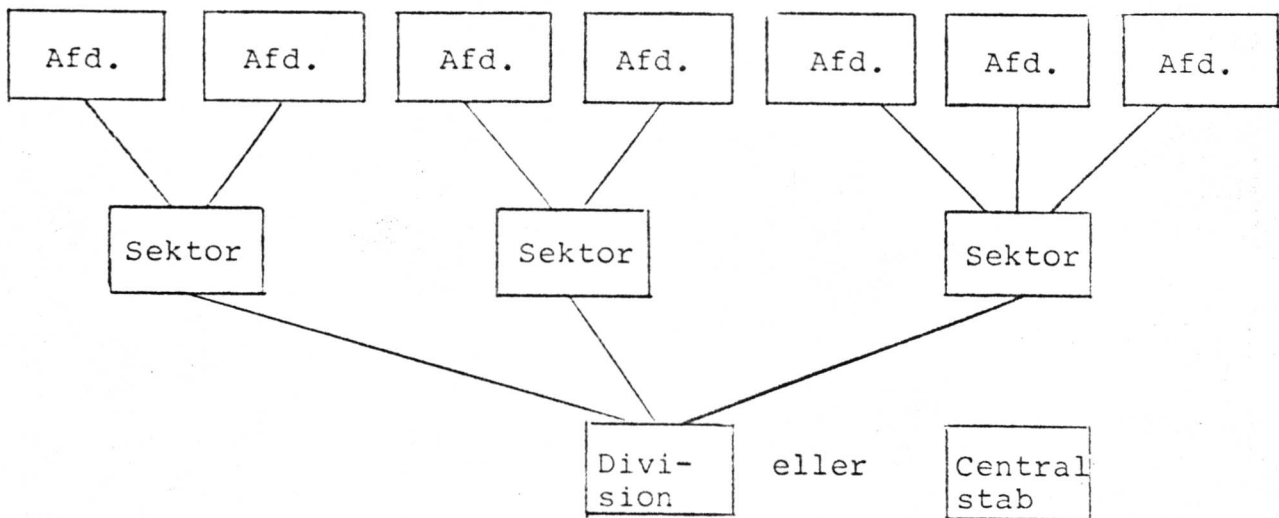 Afd. Afd. Afd. Afd. Afd. Afd. Afd.
Sektor Sektor Sektor
Divi- eller Central
sion stab